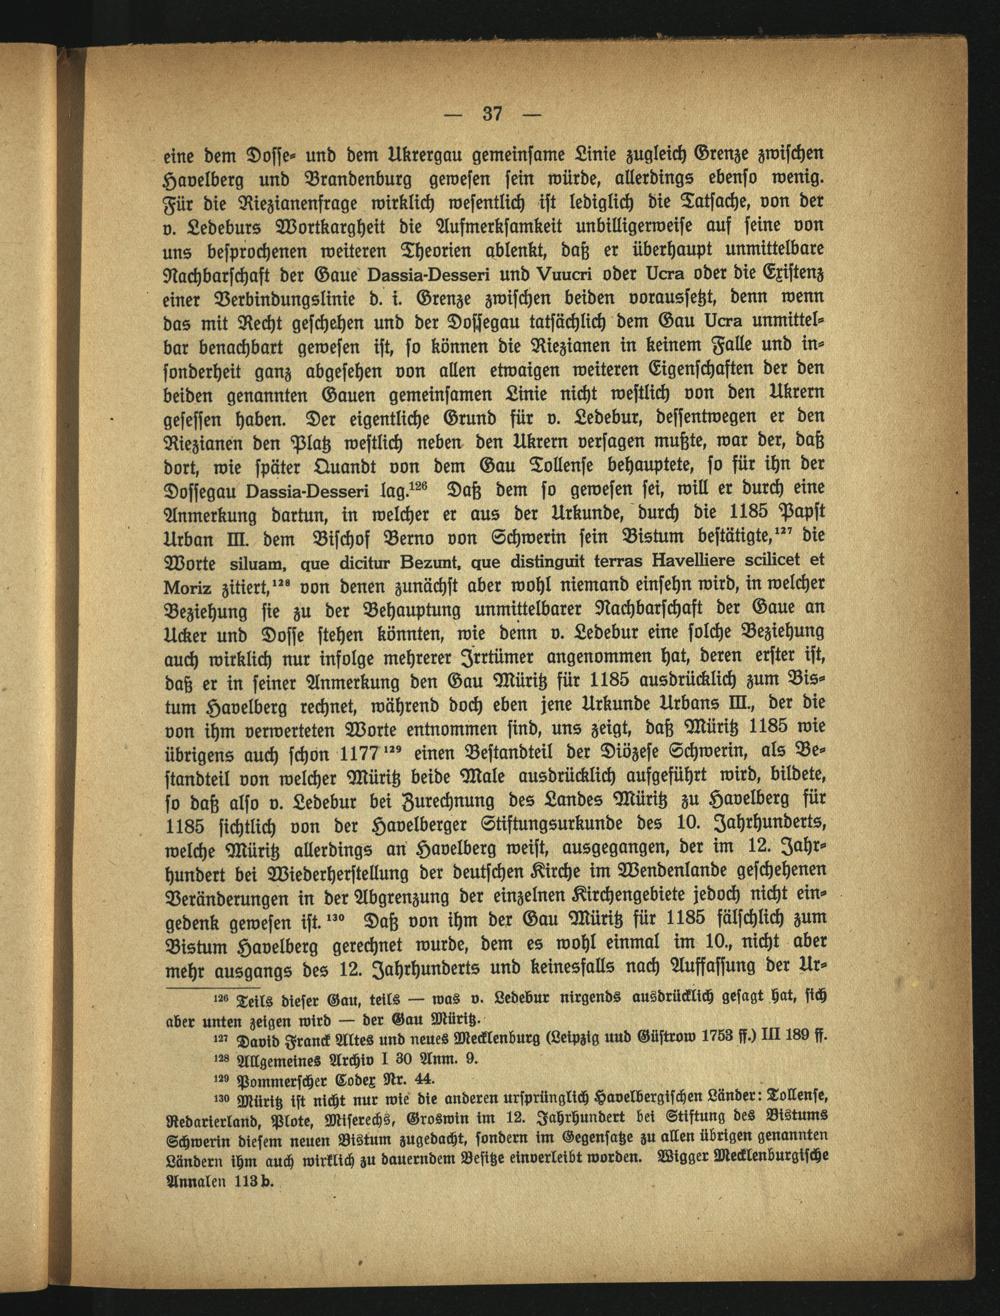 — 37 —
eine dem Dosse- und dem Ukrergau gemeinsame Linie zugleich Grenze zwischen
Havelberg und Brandenburg gewesen sein würde, allerdings ebenso wenig.
Für die Riezianenfrage wirklich wesentlich ist lediglich die Tatsache, von der
v. Ledeburs Wortkargheit die Aufmerksamkeit unbilligerweise auf seine von
uns besprochenen weiteren Theorien ablenkt, daß er überhaupt unmittelbare
Nachbarschaft der Gaue Dassia-Desseri und Vuucri oder Ucra oder die Existenz
einer Verbindungslinie d. i. Grenze zwischen beiden voraussetzt, denn wenn
das mit Recht geschehen und der Dossegau tatsächlich dem Gau Ucra unmittel-
bar benachbart gewesen ist, so können die Riezianen in keinem Falle und in-
sonderheit ganz abgesehen von allen etwaigen weiteren Eigenschaften der den
beiden genannten Gauen gemeinsamen Linie nicht westlich von den Ukrern
gesessen haben. Der eigentliche Grund für v. Ledebur, dessentwegen er den
Riezianen den Platz westlich neben den Ukrern versagen mußte, war der, daß
dort, wie später Quandt von dem Gau Tollense behauptete, so für ihn der
Dossegau Dassia-Desseri lag.¹²⁶ Daß dem so gewesen sei, will er durch eine
Anmerkung dartun, in welcher er aus der Urkunde, durch die 1185 Papst
Urban III. dem Bischof Berno von Schwerin sein Bistum bestätigte,¹²⁷ die
Worte siluam, que dicitur Bezunt, que distinguit terras Havelliere scilicet et
Moriz zitiert,¹²⁸ von denen zunächst aber wohl niemand einsehn wird, in welcher
Beziehung sie zu der Behauptung unmittelbarer Nachbarschaft der Gaue an
Ucker und Dosse stehen könnten, wie denn v. Ledebur eine solche Beziehung
auch wirklich nur infolge mehrerer Irrtümer angenommen hat, deren erster ist,
daß er in seiner Anmerkung den Gau Müritz für 1185 ausdrücklich zum Bis-
tum Havelberg rechnet, während doch eben jene Urkunde Urbans III., der die
von ihm verwerteten Worte entnommen sind, uns zeigt, daß Müritz 1185 wie
übrigens auch schon 1177 ¹²⁹ einen Bestandteil der Diözese Schwerin, als Be-
standteil von welcher Müritz beide Male ausdrücklich aufgeführt wird, bildete,
so daß also v. Ledebur bei Zurechnung des Landes Müritz zu Havelberg für
1185 sichtlich von der Havelberger Stiftungsurkunde des 10. Jahrhunderts,
welche Müritz allerdings an Havelberg weist, ausgegangen, der im 12. Jahr-
hundert bei Wiederherstellung der deutschen Kirche im Wendenlande geschehenen
Veränderungen in der Abgrenzung der einzelnen Kirchengebiete jedoch nicht ein-
gedenk gewesen ist. ¹³⁰ Daß von ihm der Gau Müritz für 1185 fälschlich zum
Bistum Havelberg gerechnet wurde, dem es wohl einmal im 10., nicht aber
mehr ausgangs des 12. Jahrhunderts und keinesfalls nach Auffassung der Ur-
¹²⁶ Teils dieser Gau, teils — was v. Ledebur nirgends ausdrücklich gesagt hat, sich
aber unten zeigen wird — der Gau Müritz.
¹²⁷ David Franck Altes und neues Mecklenburg (Leipzig uud Güstrow 1753 ff.) III 189 ff.
¹²⁸ Allgemeines Archiv I 30 Anm. 9.
¹²⁹ Pommerscher Codex Nr. 44.
¹³⁰ Müritz ist nicht nur wie die anderen ursprünglich Havelbergischen Länder: Tollense,
Redarierland, Plote, Miserechs, Groswin im 12. Jahrhundert bei Stiftung des Bistums
Schwerin diesem neuen Bistum zugedacht, sondern im Gegensatze zu allen übrigen genannten
Ländern ihm auch wirklich zu dauerndem Besitze einverleibt worden. Wigger Mecklenburgische
Annalen 113 b.